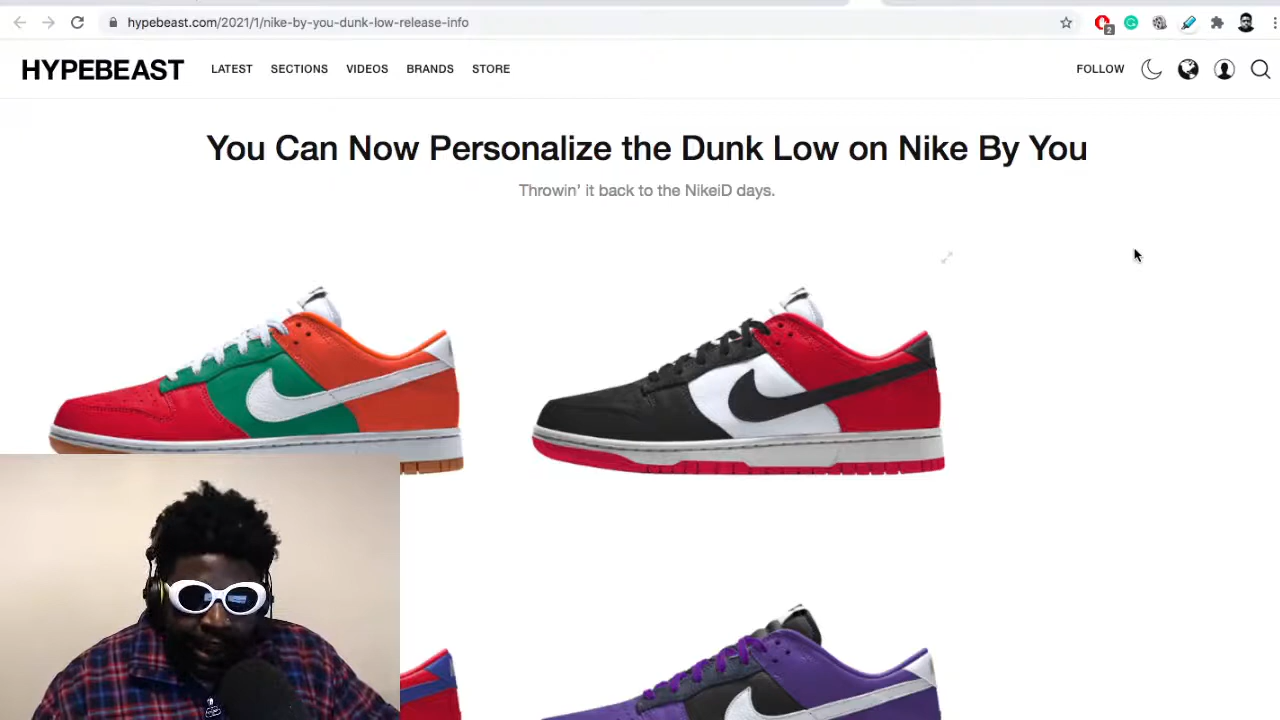 hypebeast.com/2021/1/nike-by-you-dunk-low-release-info
2
HYPEBEAST LATEST SECTIONS VIDEOS BRANDS STORE FOLLOW
You Can Now Personalize the Dunk Low on Nike By You
Throwin' it back to the NikeiD days.